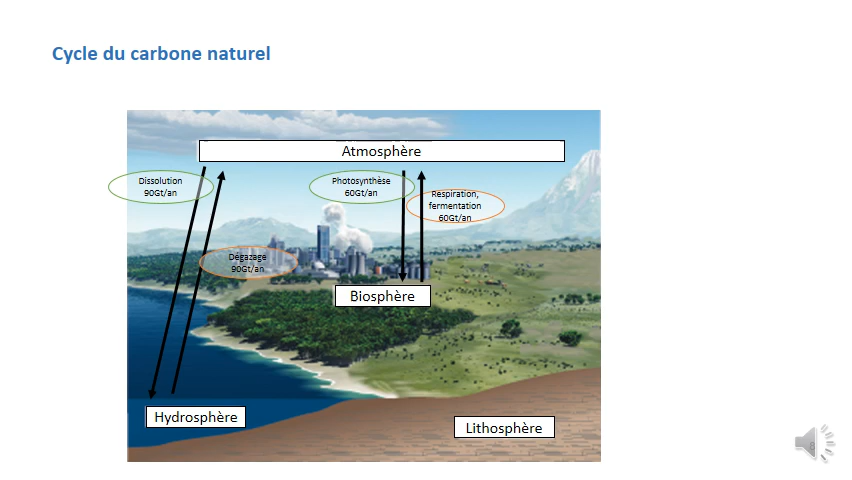 Cycle du carbone naturel
Atmosphère
Dissolution
90Gt/an
Photosynthèse
60Gt/an
Respiration,
fermentation
60Gt/an
Dégazage
90Gt/an
Biosphère
Hydrosphère
Lithosphère